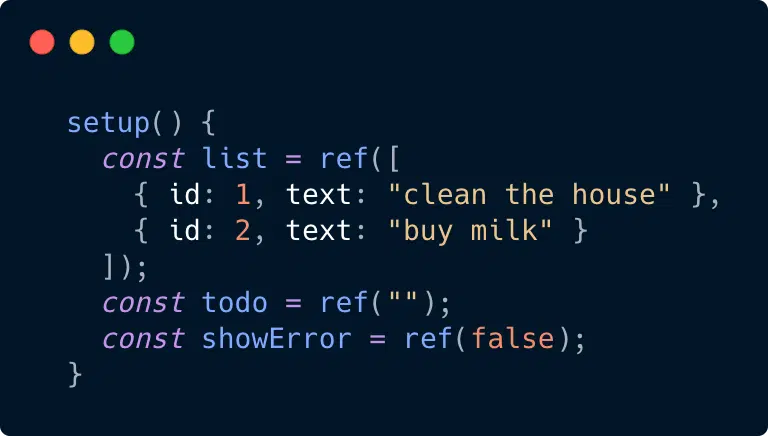 setup() {
  const list = ref([
    { id: 1, text: "clean the house" },
    { id: 2, text: "buy milk" }
  ]);
  const todo = ref("");
  const showError = ref(false);
}